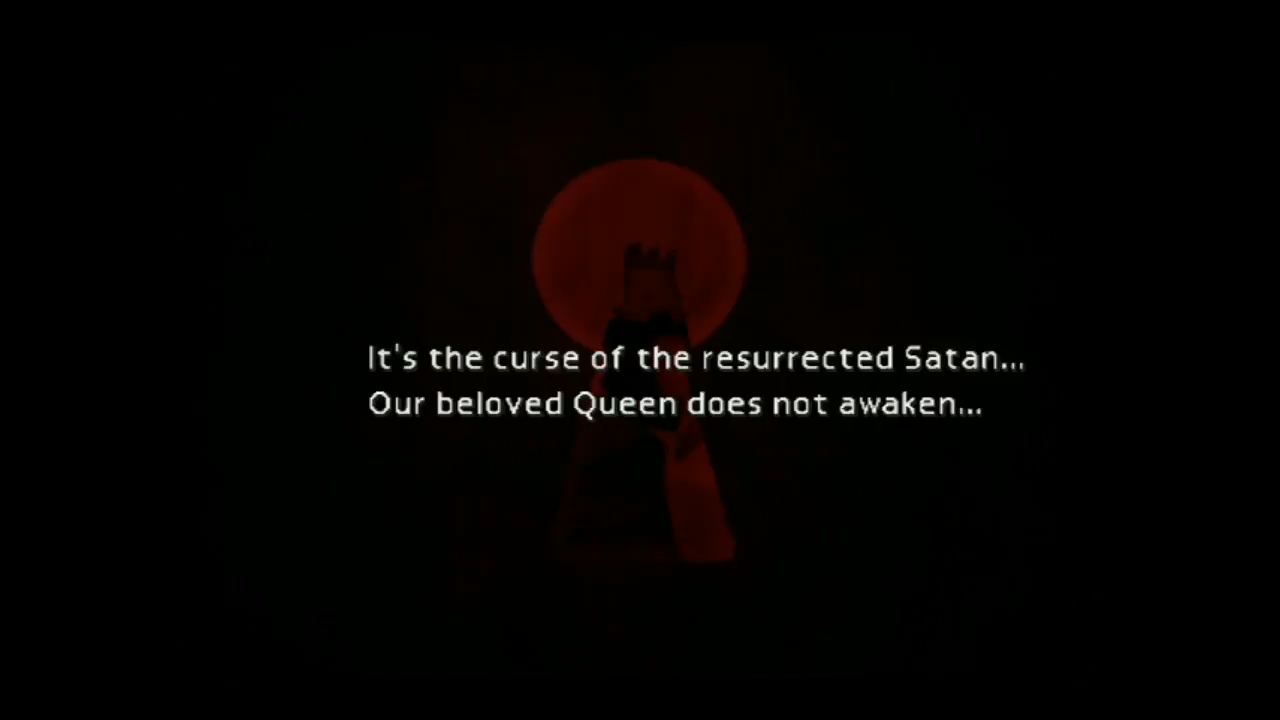 It's the curse of the resurrected Satan...
Our beloved Queen does not awaken...